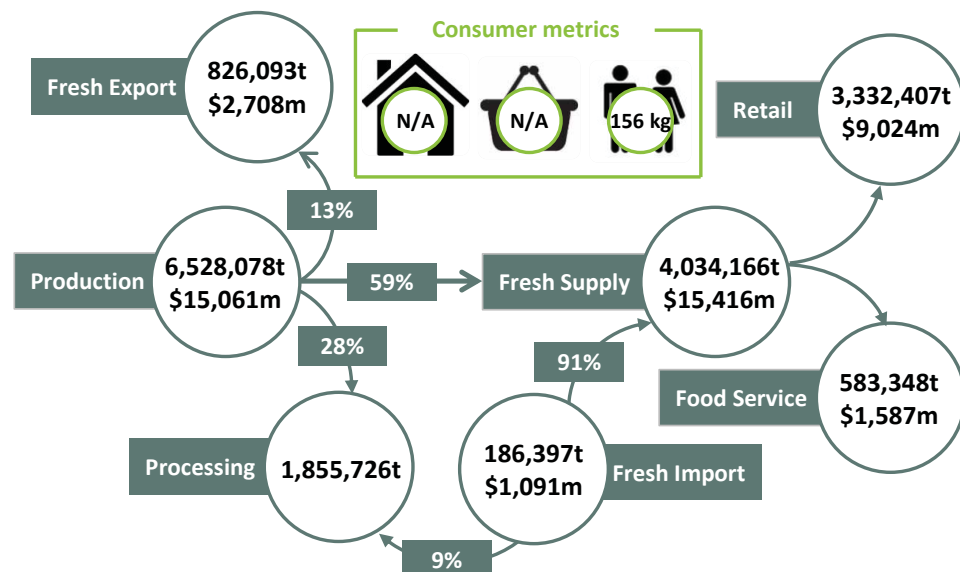 Consumer metrics
N/A
N/A
156 kg
Fresh Export
826,093t
$2,708m
Retail
3,332,407t
$9,024m
13%
Production
6,528,078t
$15,061m
59%
Fresh Supply
4,034,166t
$15,416m
28%
91%
Food Service
583,348t
$1,587m
Processing
1,855,726t
186,397t
$1,091m
Fresh Import
9%